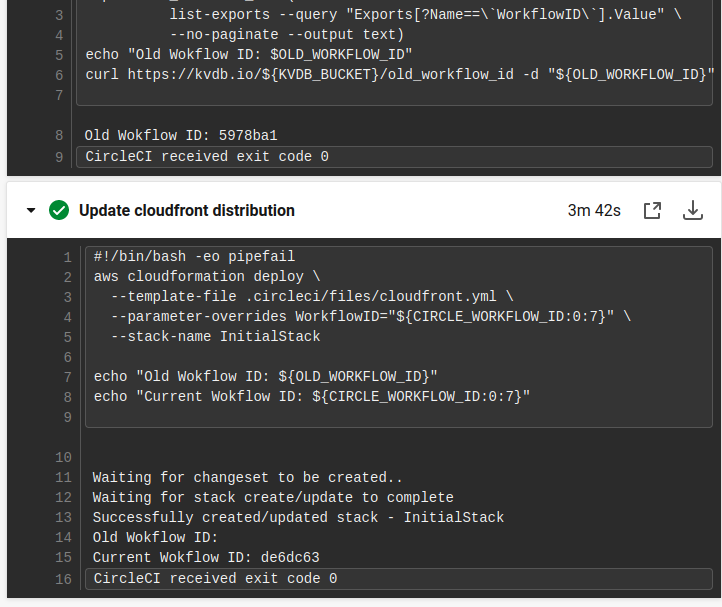 3 list-exports --query "Exports[?Name==\`WorkflowID\`].Value" \
4 --no-paginate --output text)
5 echo "Old Wokflow ID: $OLD_WORKFLOW_ID"
6 curl https://kvdb.io/${KVDB_BUCKET}/old_workflow_id -d "${OLD_WORKFLOW_ID}"
7
8 Old Wokflow ID: 5978ba1
9 CircleCI received exit code 0
Update cloudfront distribution 3m 42s
1 #!/bin/bash -eo pipefail
2 aws cloudformation deploy \
3 --template-file .circleci/files/cloudfront.yml \
4 --parameter-overrides WorkflowID="${CIRCLE_WORKFLOW_ID:0:7}" \
5 --stack-name InitialStack
6
7 echo "Old Wokflow ID: ${OLD_WORKFLOW_ID}"
8 echo "Current Wokflow ID: ${CIRCLE_WORKFLOW_ID:0:7}"
9
10
11 Waiting for changeset to be created..
12 Waiting for stack create/update to complete
13 Successfully created/updated stack - InitialStack
14 Old Wokflow ID:
15 Current Wokflow ID: de6dc63
16 CircleCI received exit code 0